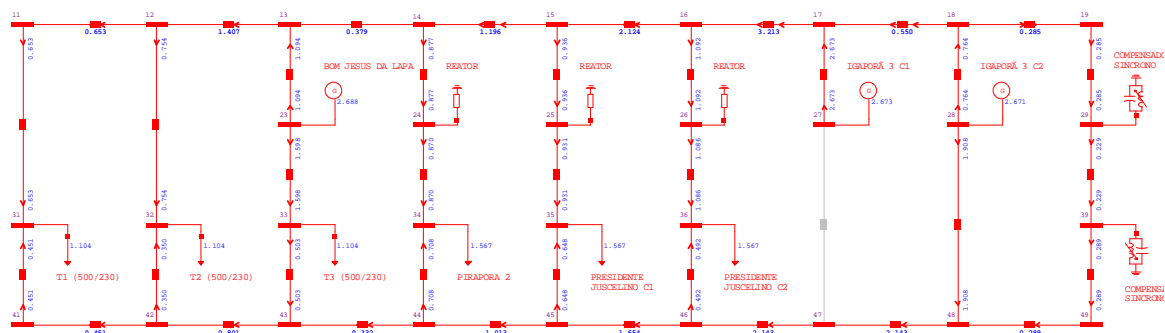 11 12 13 14 15 16 17 18 19
0.653 1.407 0.379 1.196 2.124 3.213 0.550 0.285
0.653 0.754 1.094 0.877 0.936 1.092 2.673 0.764 0.285
BOM JESUS DA LAPA REATOR REATOR REATOR IGAPORÃ 3 C1 IGAPORÃ 3 C2
SINCRONO
G G G
2.688 2.673 2.671
1.094 0.877 0.936 1.092 2.673 0.764 0.285
23 24 25 26 27 28 29
1.598 0.870 0.931 1.086 1.908 0.229
0.653 0.754 1.598 0.870 0.931 1.086 0.229
31 32 33 34 35 36 39
1.104 1.104 1.104 1.567 1.567 1.567
0.451 0.350 0.503 0.708 0.648 0.492 0.289
T1 (500/230) T2 (500/230) T3 (500/230) PIRAPORA 2 PRESIDENTE PRESIDENTE
JUSCELINO C1 JUSCELINO C2
0.451 0.350 0.503 0.708 0.648 0.492 1.908 0.289
41 42 43 44 45 46 47 48 49